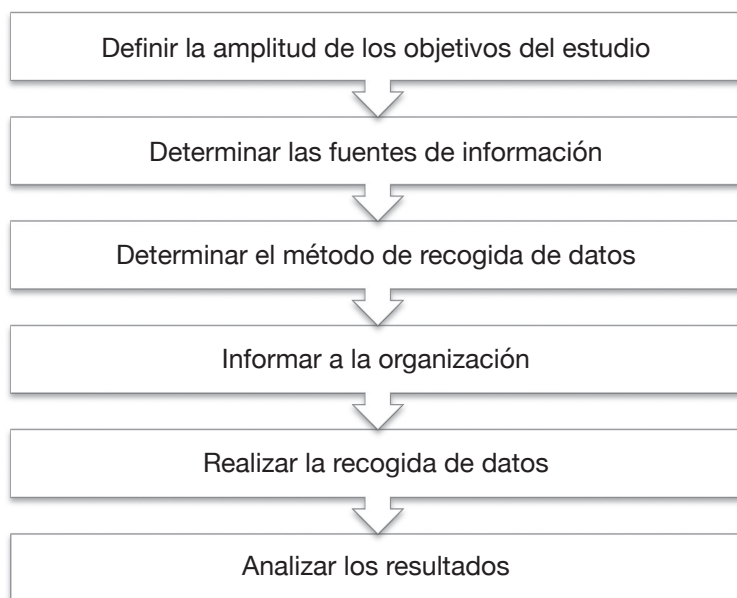 Definir la amplitud de los objetivos del estudio
Determinar las fuentes de información
Determinar el método de recogida de datos
Informar a la organización
Realizar la recogida de datos
Analizar los resultados